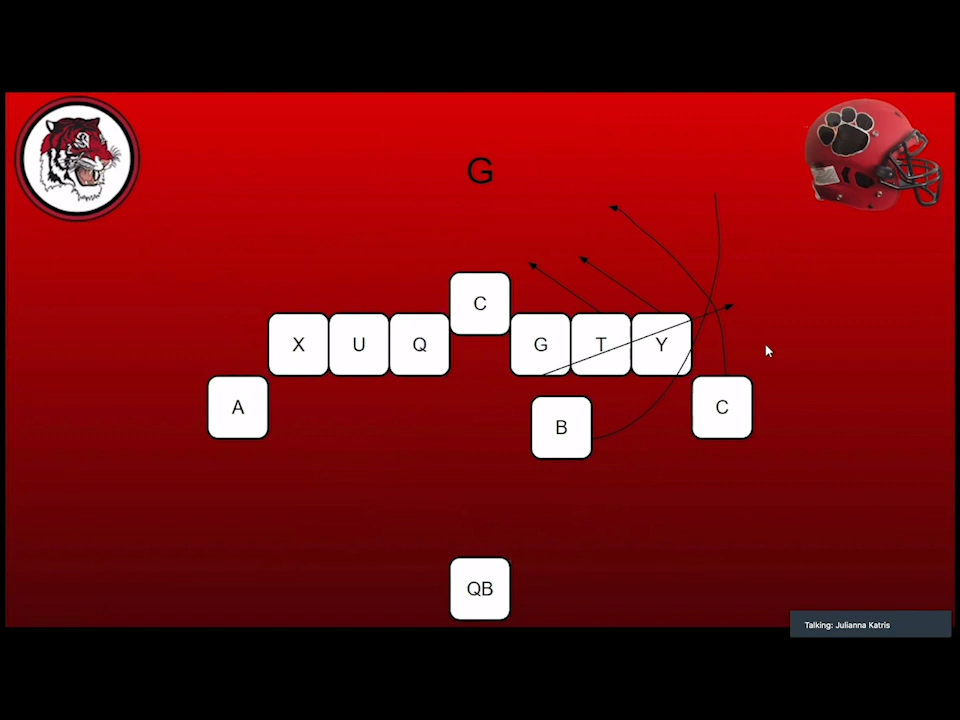 G
C
X U Q G T Y
A B C
QB
Talking: Julianna Katris